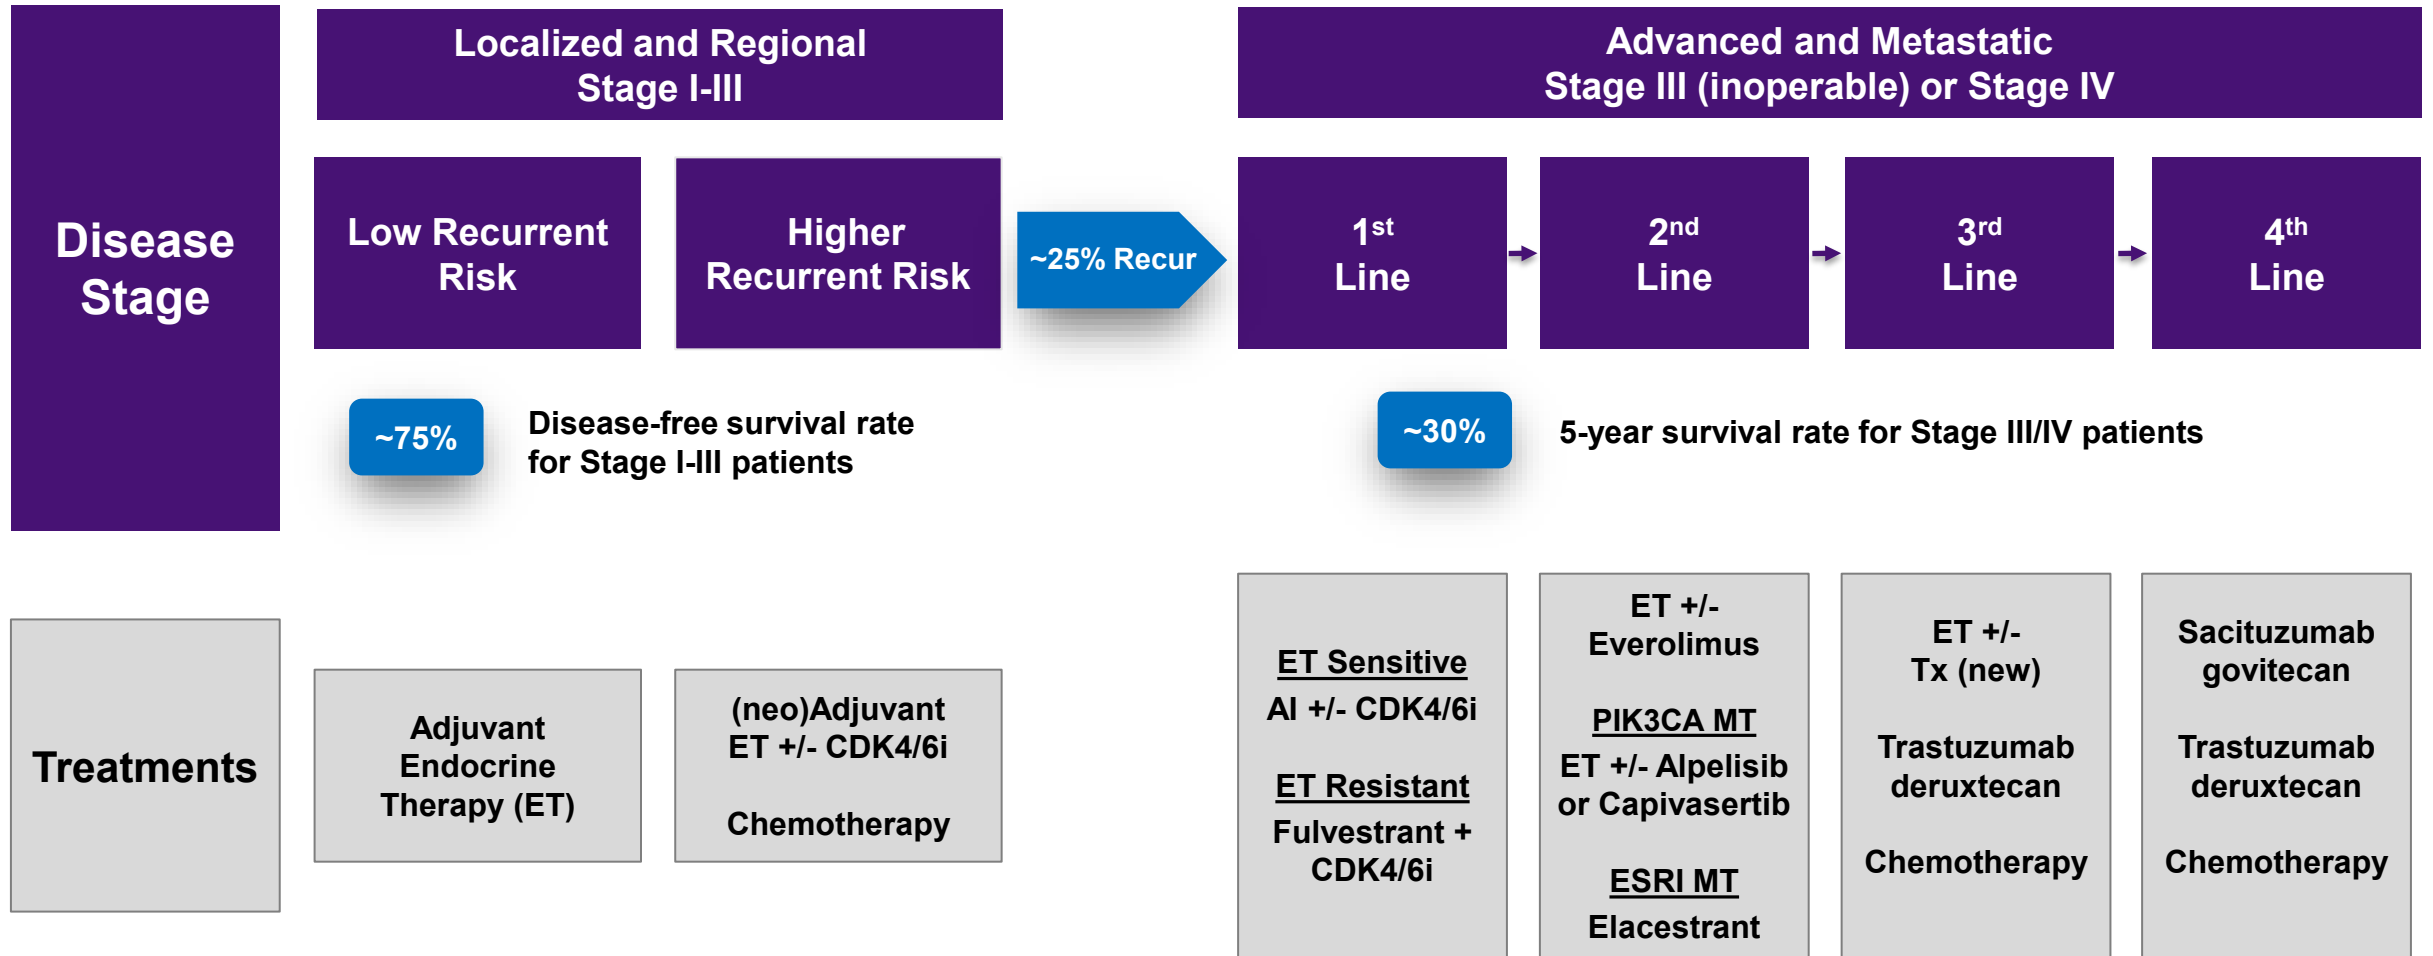 Disease
Stage
Localized and Regional
Stage I-III
Advanced and Metastatic
Stage III (inoperable) or Stage IV
Low Recurrent
Risk
Higher
Recurrent Risk
~25% Recur
1st
Line
2nd
Line
3rd
Line
4th
Line
~75%
Disease-free survival rate
for Stage I-III patients
~30%
5-year survival rate for Stage III/IV patients
Treatments
Adjuvant
Endocrine
Therapy (ET)
(neo)Adjuvant
ET +/- CDK4/6i
Chemotherapy
ET Sensitive
AI +/- CDK4/6i
ET Resistant
Fulvestrant +
CDK4/6i
ET +/-
Everolimus
PIK3CA MT
ET +/- Alpelisib
or Capivasertib
ESRI MT
Elacestrant
ET +/-
Tx (new)
Trastuzumab
deruxtecan
Chemotherapy
Sacituzumab
govitecan
Trastuzumab
deruxtecan
Chemotherapy